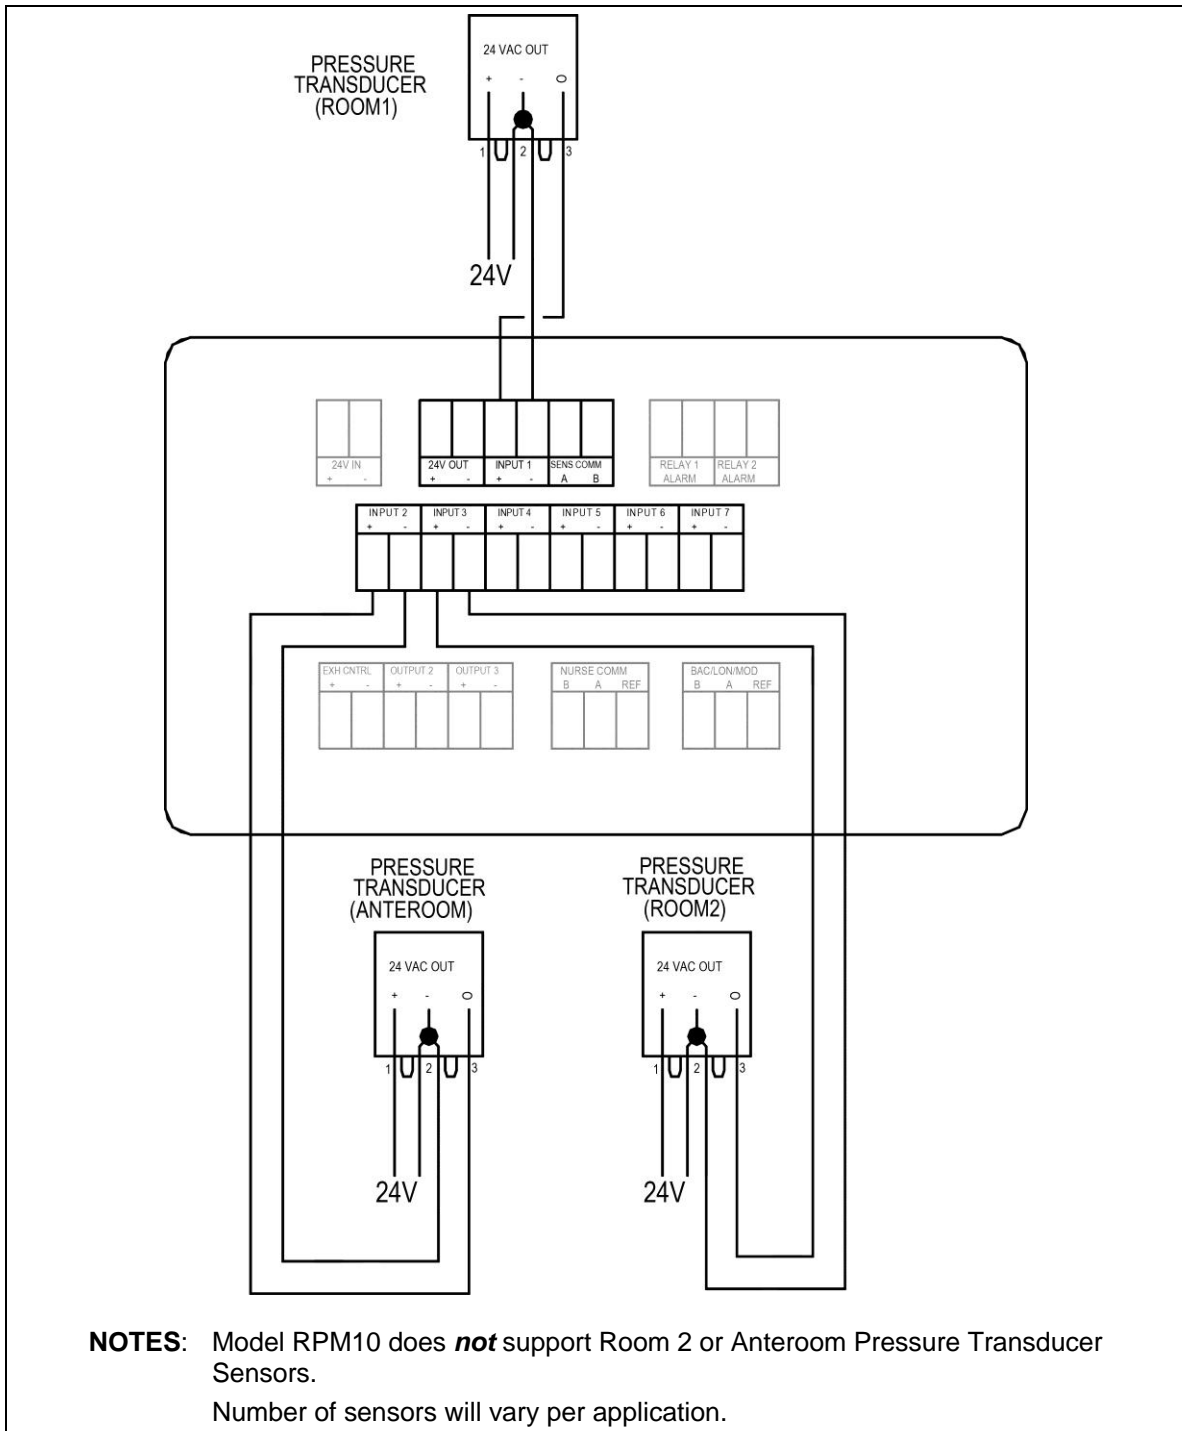 24 VAC OUT
PRESSURE
TRANSDUCER
(ROOM1)
+ - O
1 2 3
24V
24V IN
+ -
24V OUT INPUT 1 SENS COMM
+ - + - A B
RELAY 1 RELAY 2
ALARM ALARM
INPUT 2 INPUT 3 INPUT 4 INPUT 5 INPUT 6 INPUT 7
+ - + - + - + - + - + -
EXH CNTRL OUTPUT 2 OUTPUT 3
+ - + - + -
NURSE COMM
B A REF
BAC/LON/MOD
B A REF
PRESSURE
TRANSDUCER
(ANTEROOM)
24 VAC OUT
+ - O
1 2 3
24V
PRESSURE
TRANSDUCER
(ROOM2)
24 VAC OUT
+ - O
1 2 3
24V
NOTES: Model RPM10 does not support Room 2 or Anteroom Pressure Transducer
Sensors.
Number of sensors will vary per application.